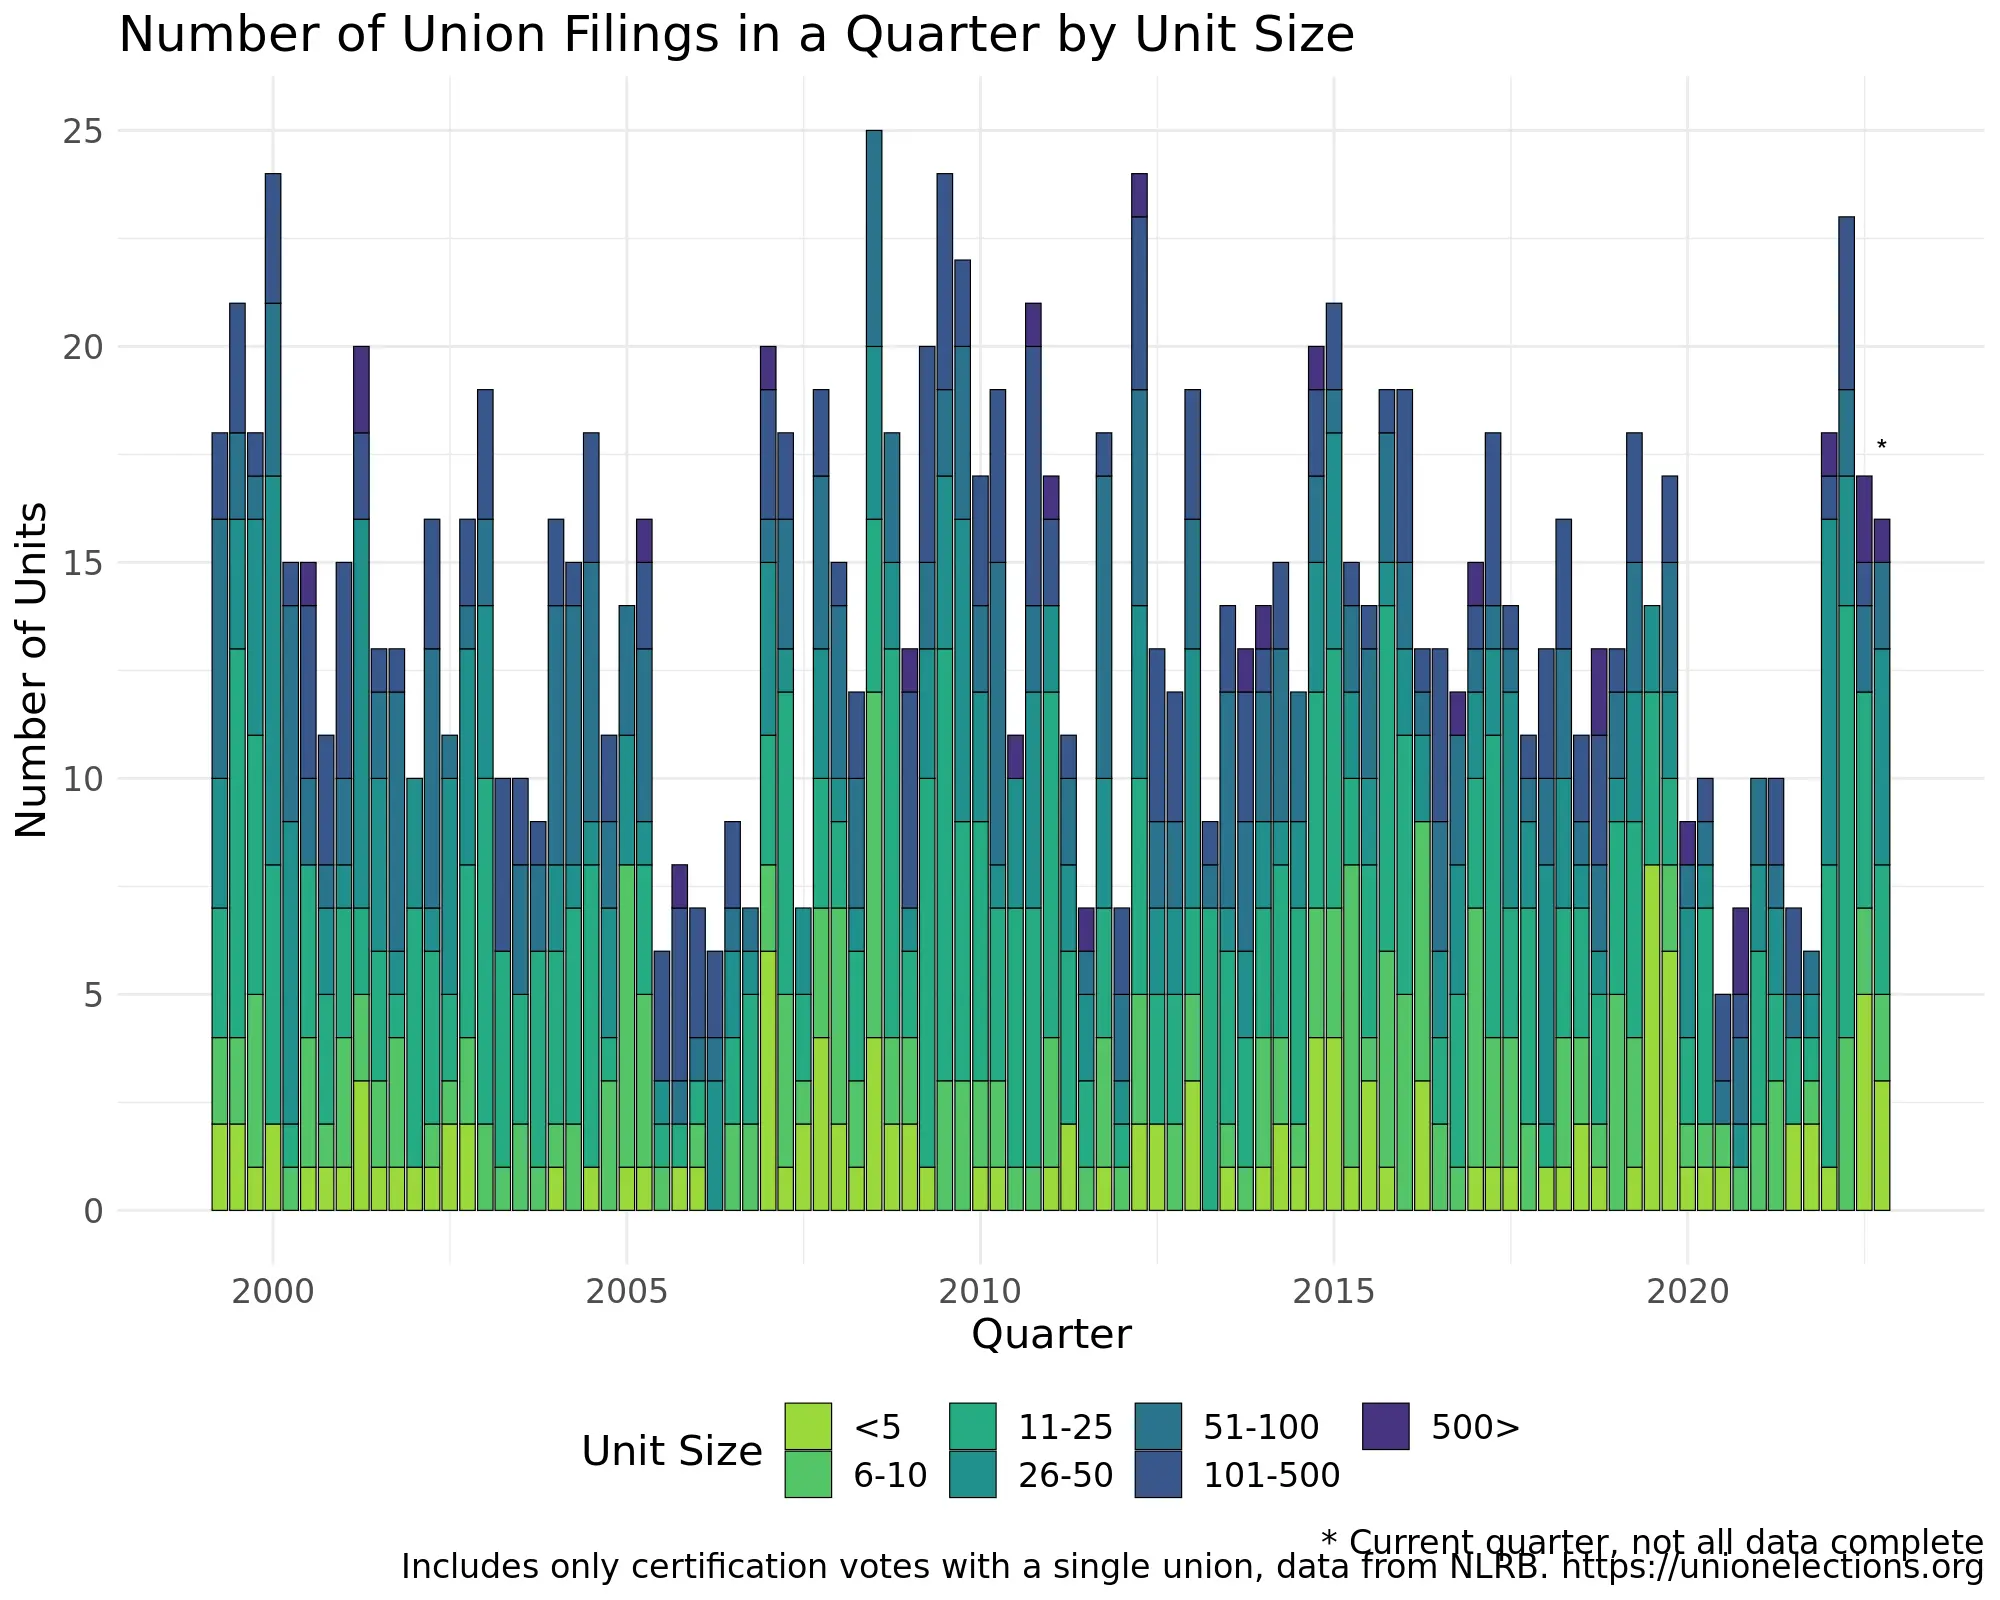 Number of Union Filings in a Quarter by Unit Size
Number of Units
25
20
15
10
5
0
*
2000 2005 2010 2015 2020
Quarter
Unit Size
<5 11-25 51-100 500>
6-10 26-50 101-500
* Current quarter, not all data complete
Includes only certification votes with a single union, data from NLRB. https://unionelections.org